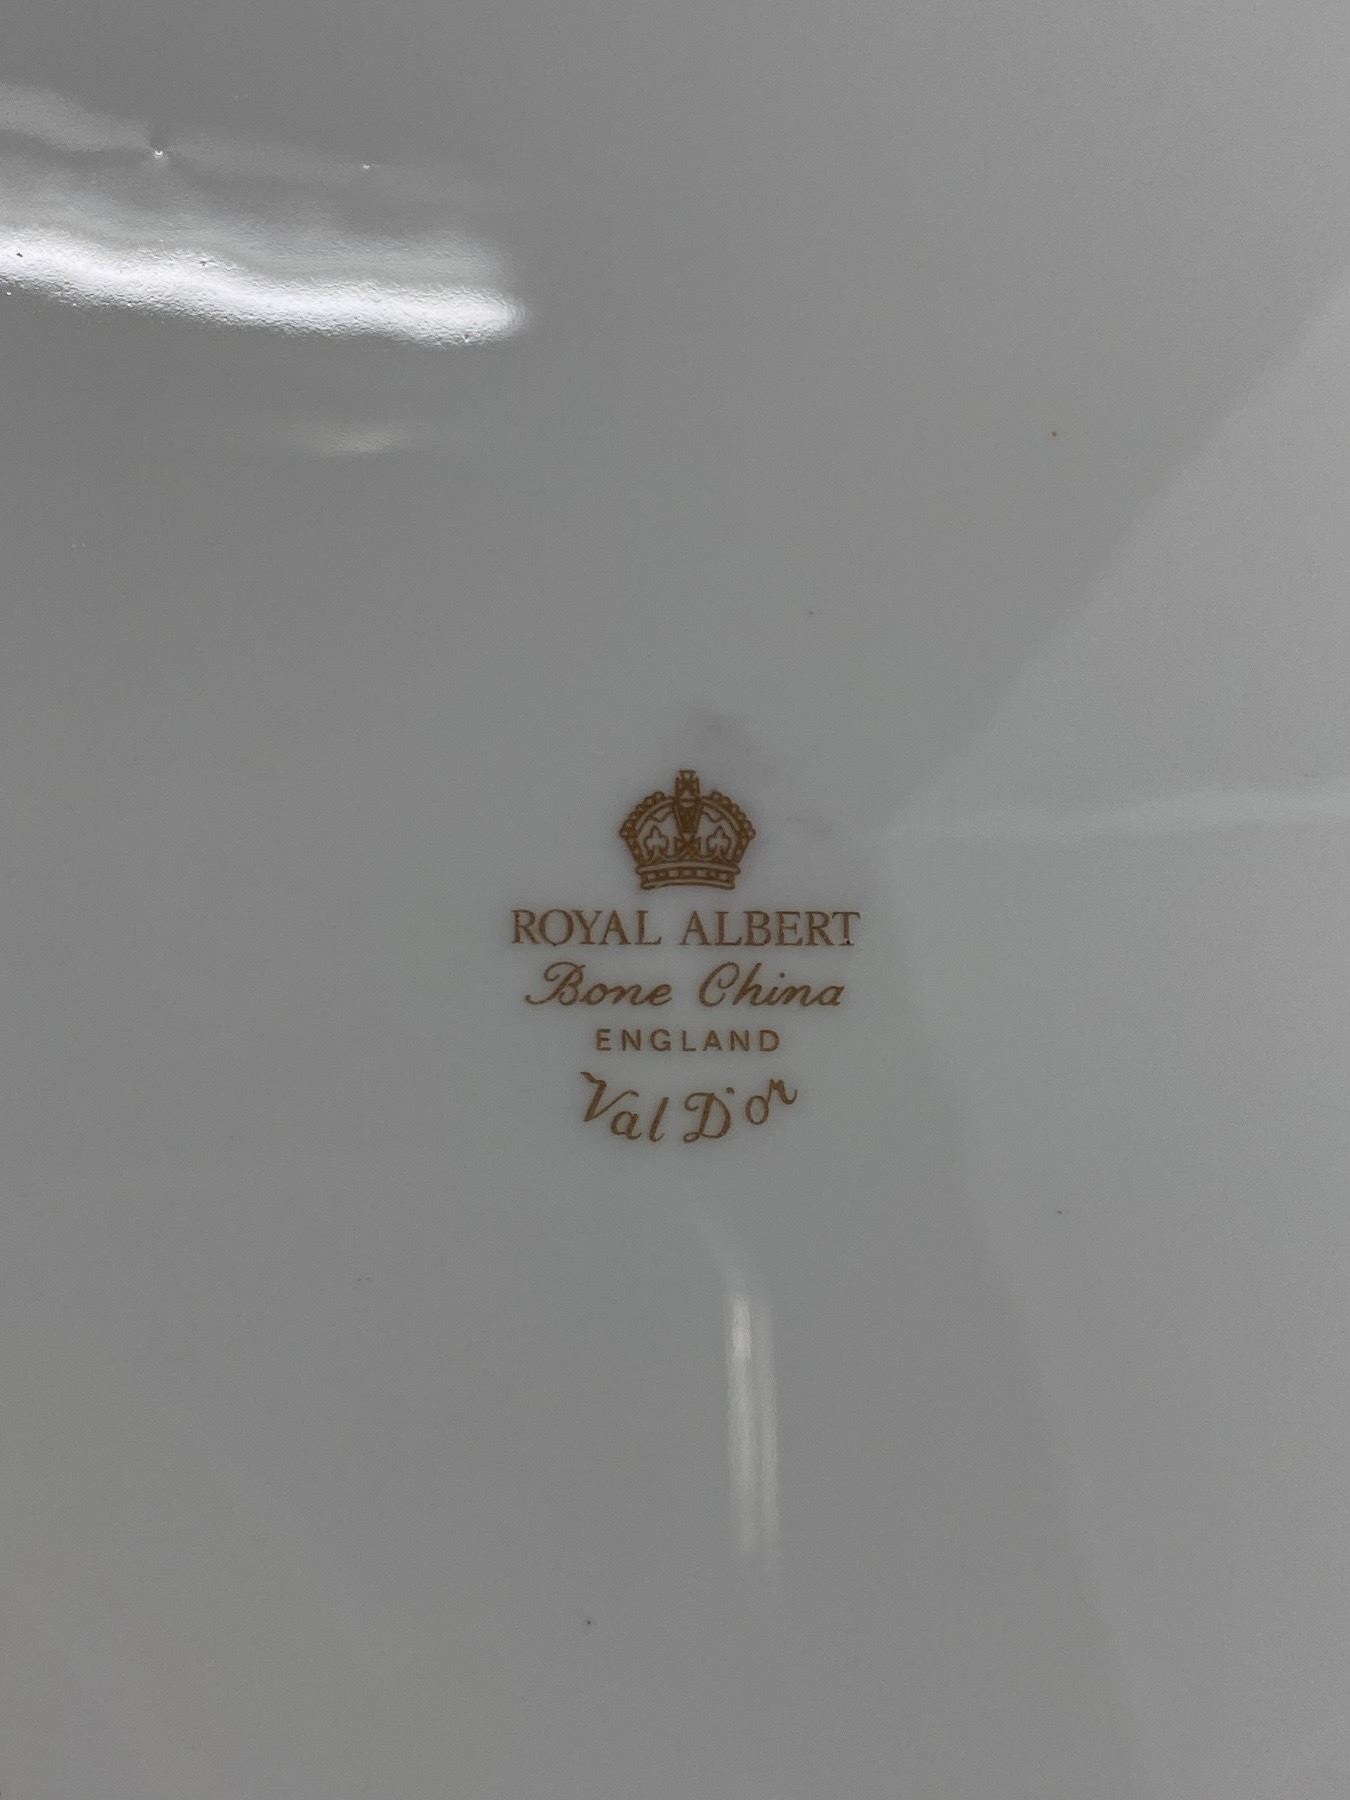 ROYAL ALBERT
Bone China
ENGLAND
Val D'or